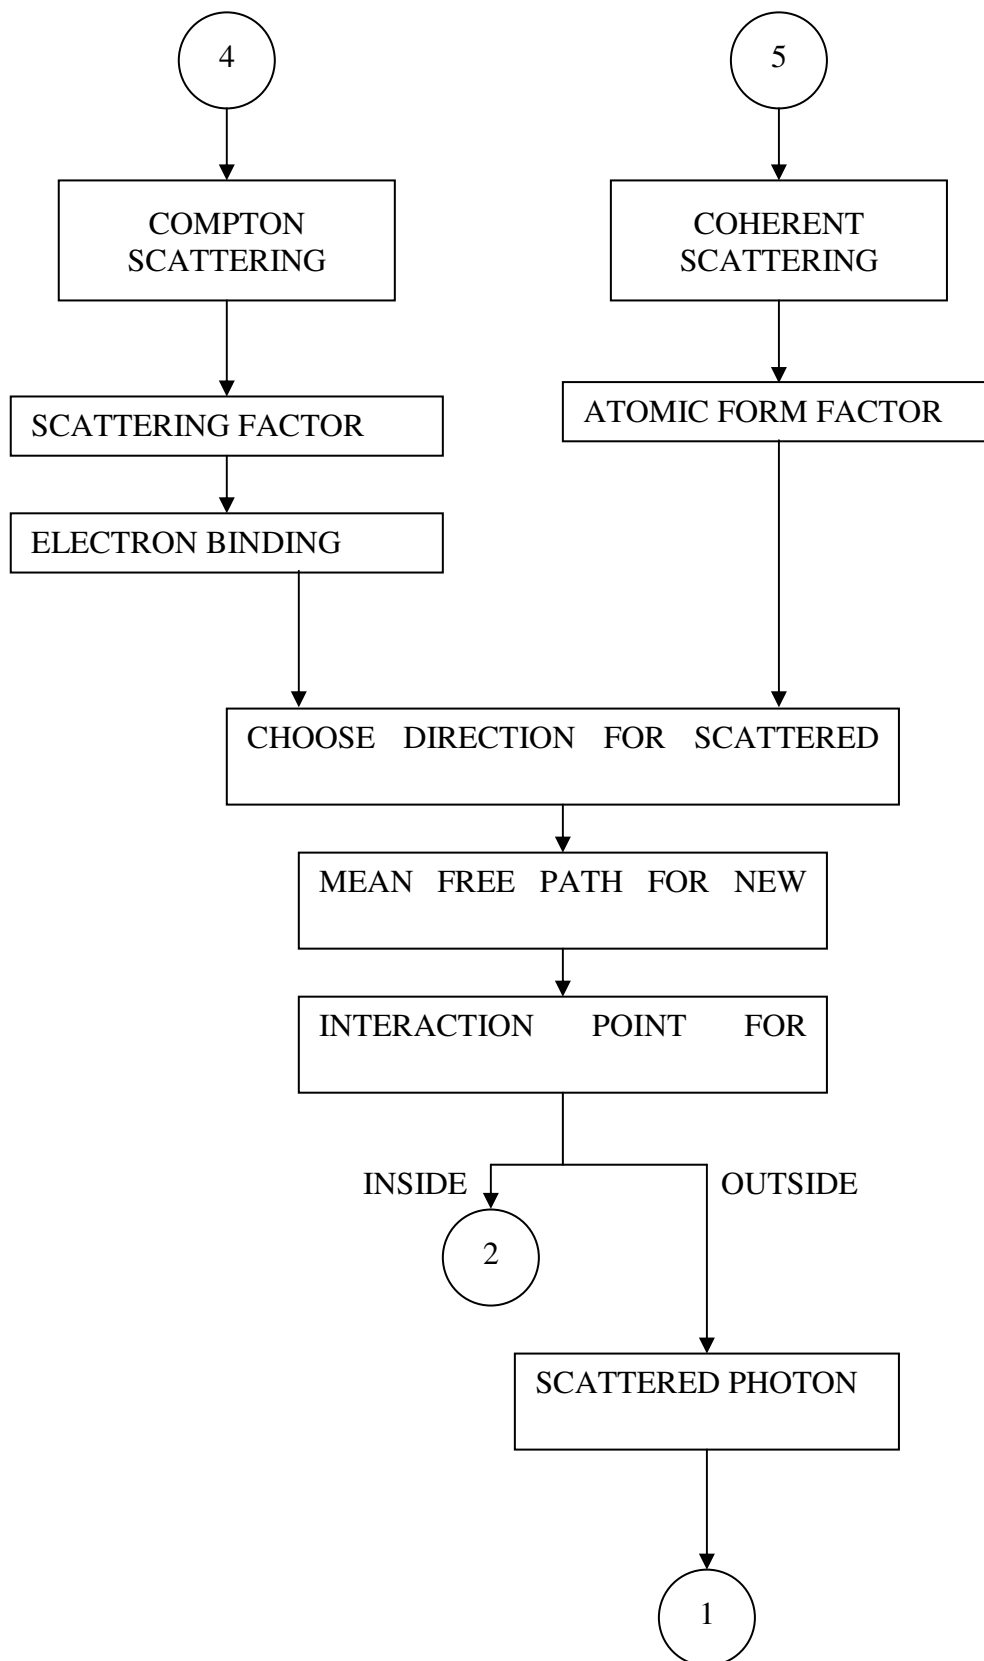 4
5
COMPTON
SCATTERING
COHERENT
SCATTERING
SCATTERING FACTOR
ATOMIC FORM FACTOR
ELECTRON BINDING
CHOOSE DIRECTION FOR SCATTERED
MEAN FREE PATH FOR NEW
INTERACTION POINT FOR
INSIDE
OUTSIDE
2
SCATTERED PHOTON
1